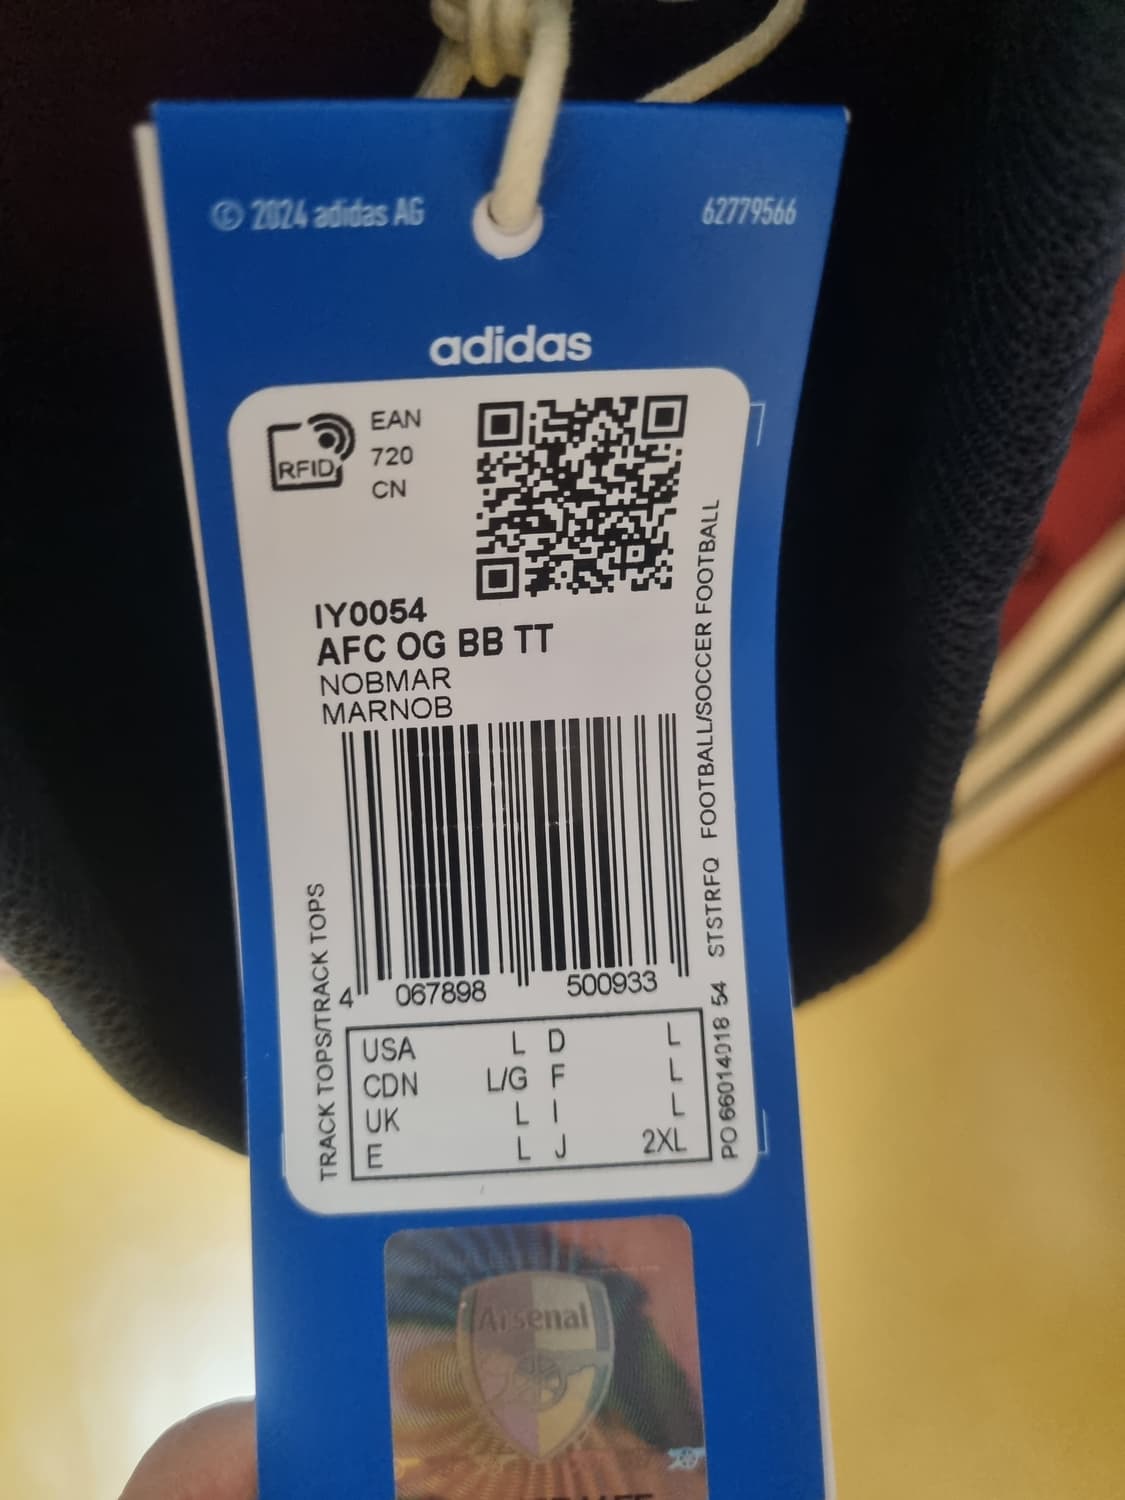 © 2024 adidas AG
62779566
adidas
RFID
EAN
720
CN
IY0054
AFC OG BB TT
NOBMAR
MARNOB
4 067898 500933
TRACK TOPS/TRACK TOPS
USA L D L
CDN L/G F L
UK L I L
E L J 2XL
PO 66014018 54 STSTRFQ FOOTBALL/SOCCER FOOTBALL
Arsenal